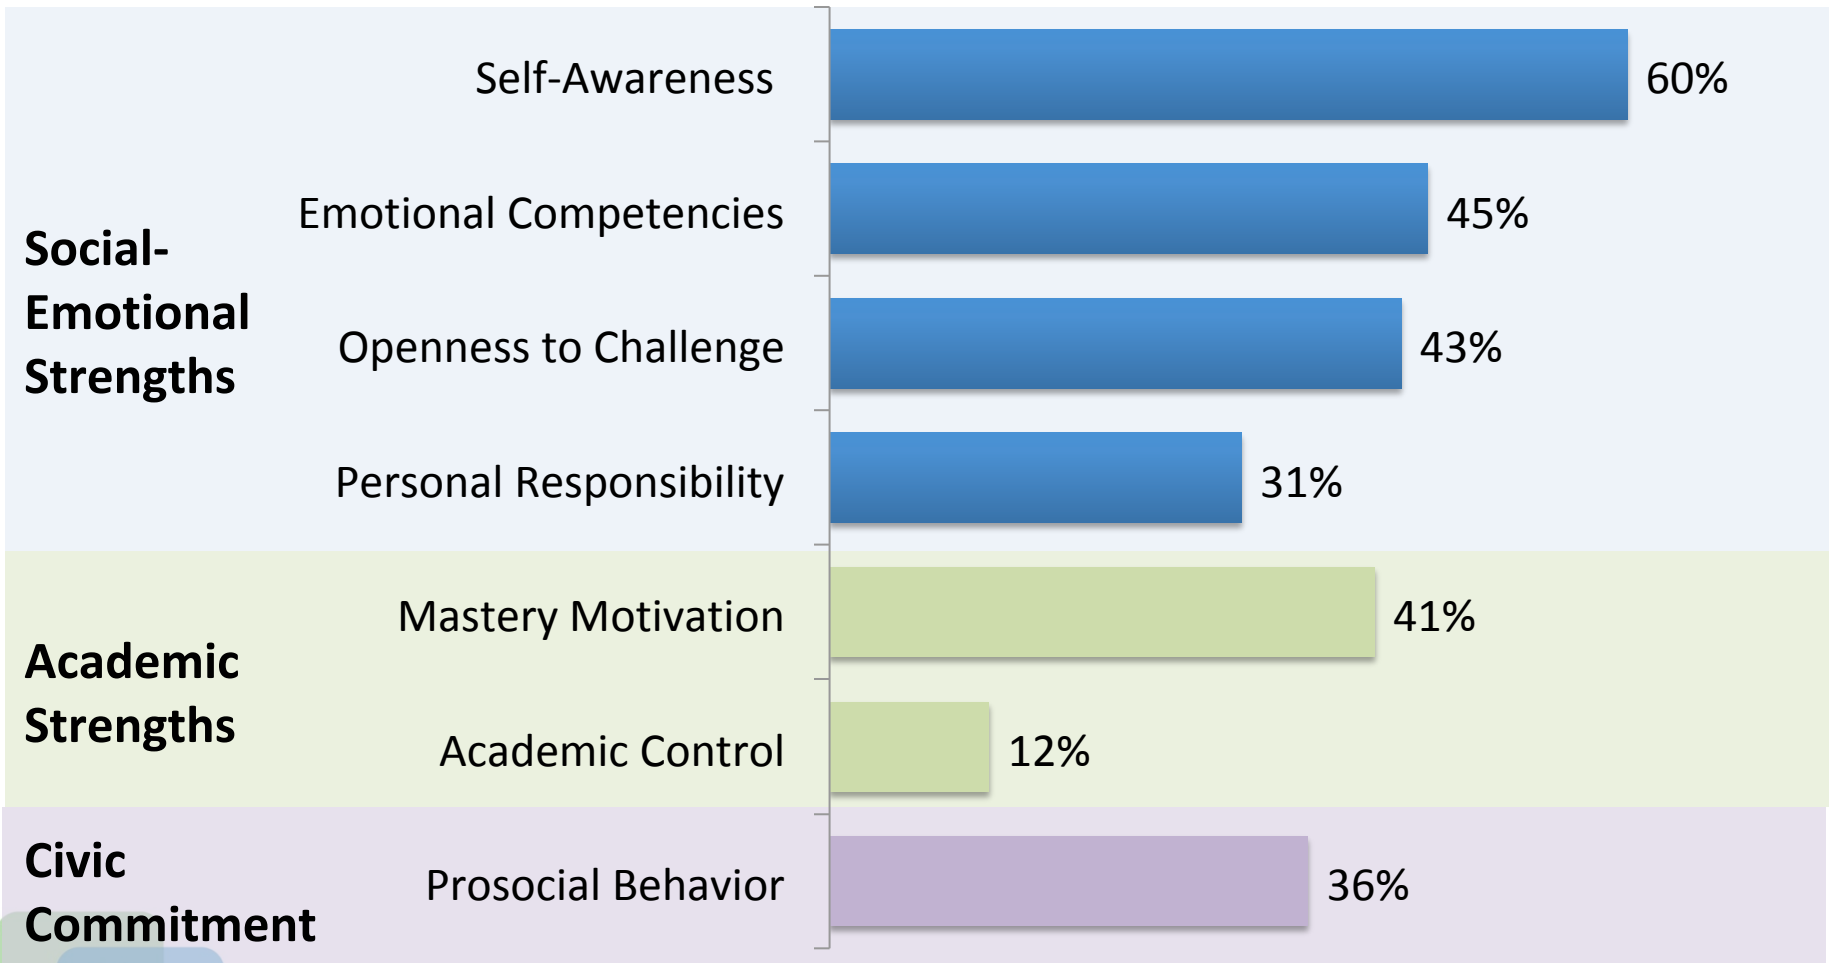 Self-Awareness 60%
Emotional Competencies 45%
Social-
Emotional
Strengths
Openness to Challenge 43%
Personal Responsibility 31%
Mastery Motivation 41%
Academic
Strengths
Academic Control 12%
Civic
Commitment
Prosocial Behavior 36%